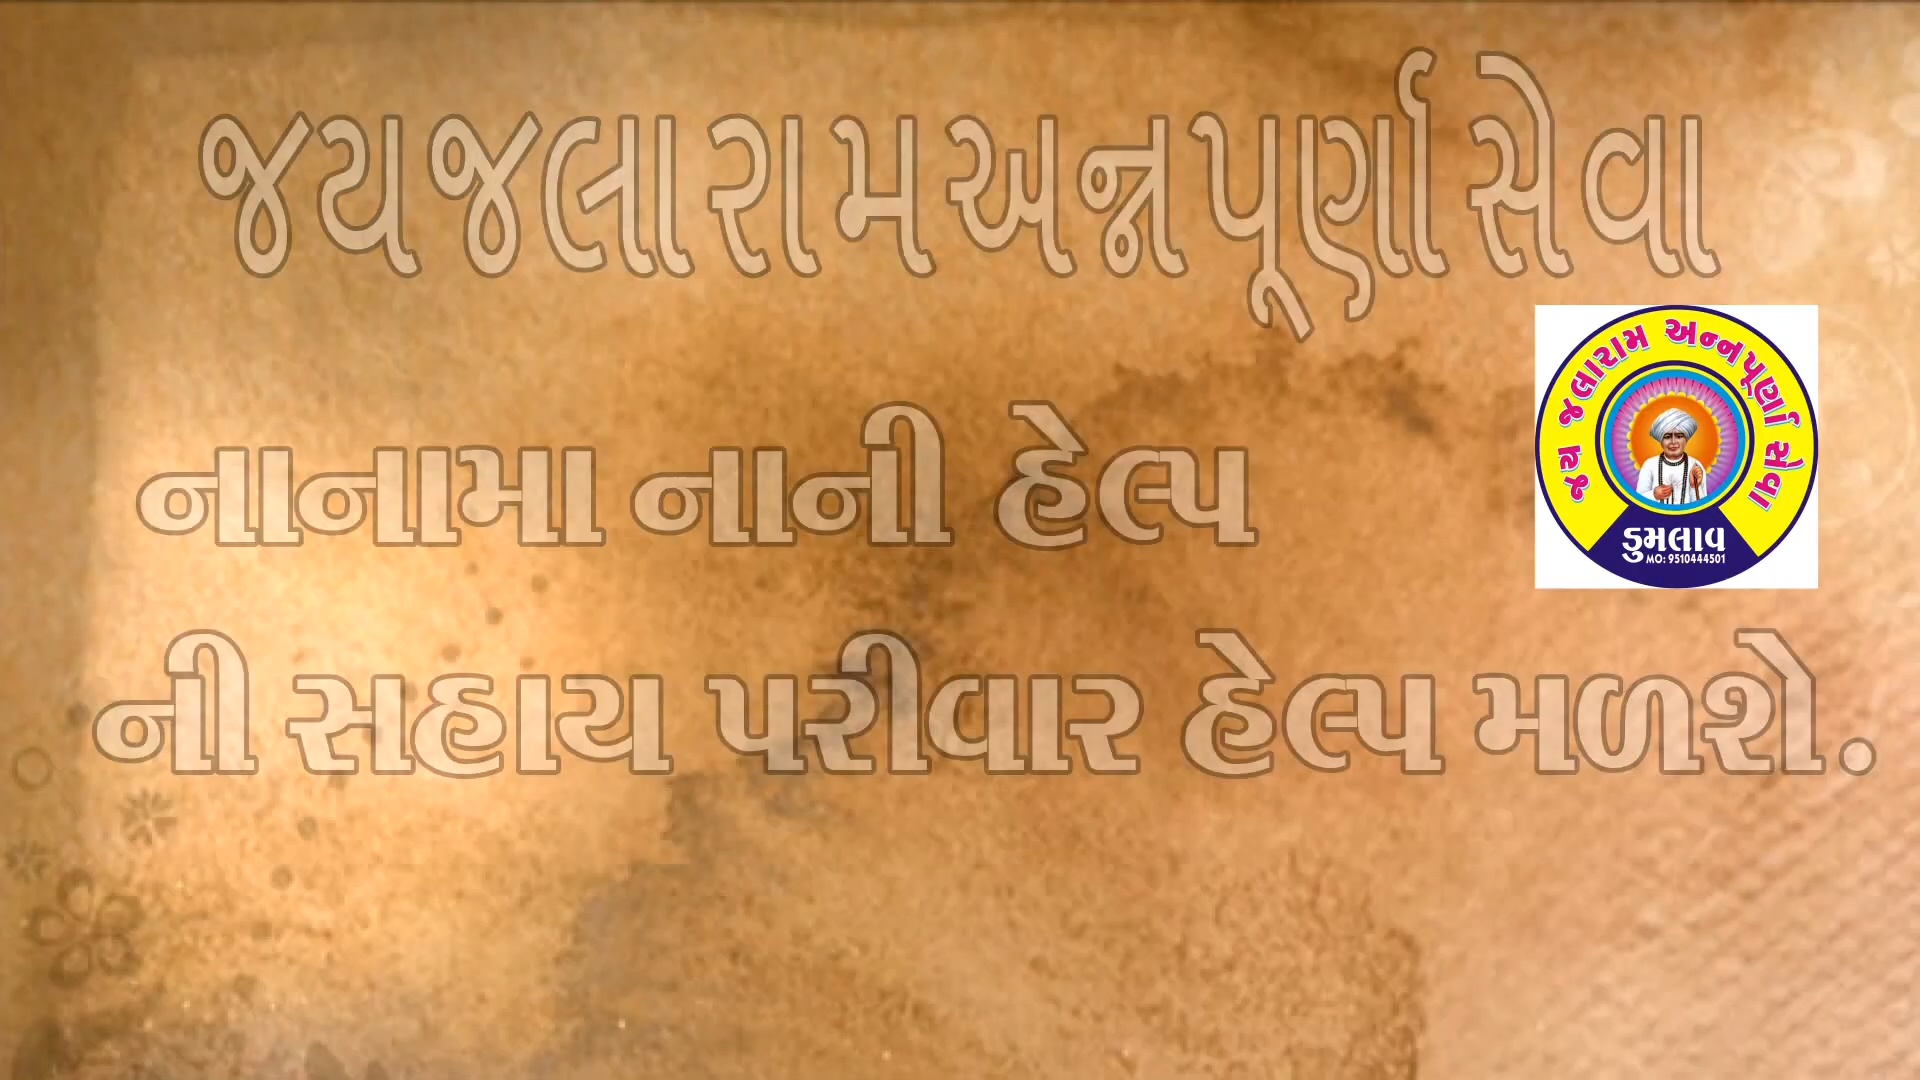 જય જલારામ અન્નપૂર્ણા સેવા
નાનામા નાની હેલ્પ
જય જલારામ અન્નપૂર્ણા સેવા
ડુમલાવ
MO: 9510444501
ની સહાય પરીવાર હેલ્પ મળશે.